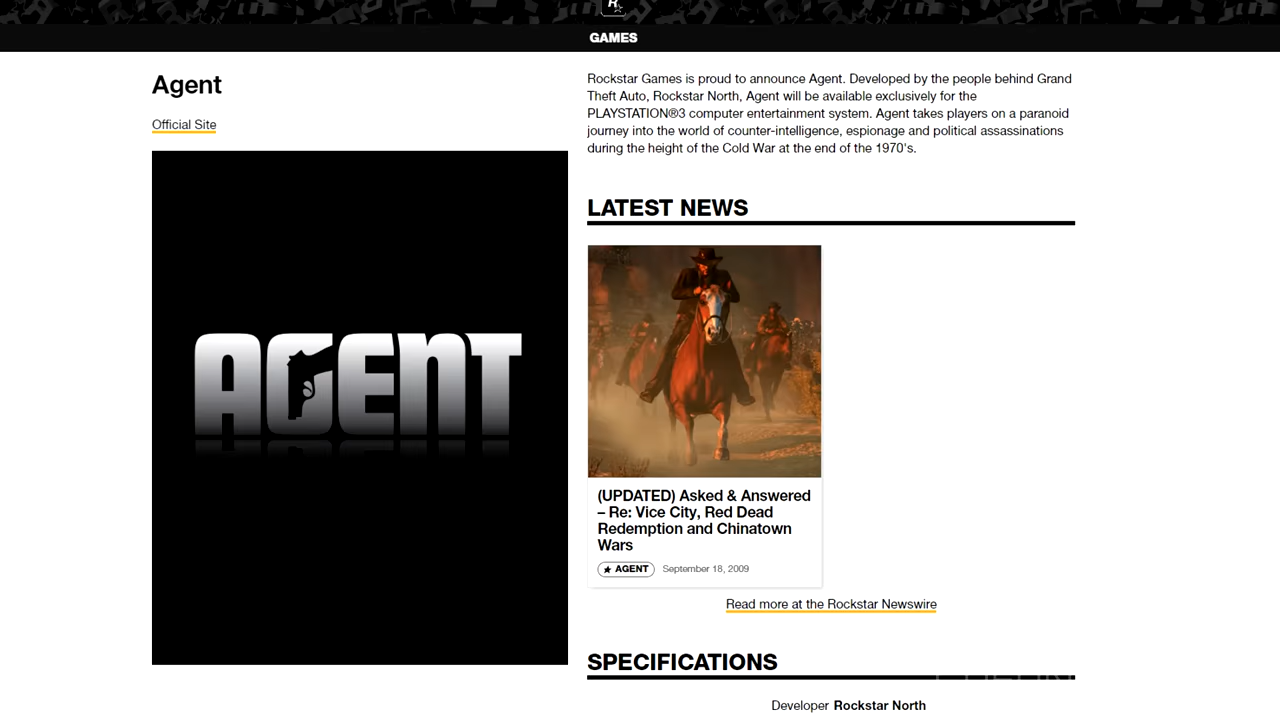 R
GAMES
Agent
Official Site
AGENT
Rockstar Games is proud to announce Agent. Developed by the people behind Grand
Theft Auto, Rockstar North, Agent will be available exclusively for the
PLAYSTATION®3 computer entertainment system. Agent takes players on a paranoid
journey into the world of counter-intelligence, espionage and political assassinations
during the height of the Cold War at the end of the 1970's.
LATEST NEWS
(UPDATED) Asked & Answered
– Re: Vice City, Red Dead
Redemption and Chinatown
Wars
AGENT September 18, 2009
Read more at the Rockstar Newswire
SPECIFICATIONS
Developer Rockstar North